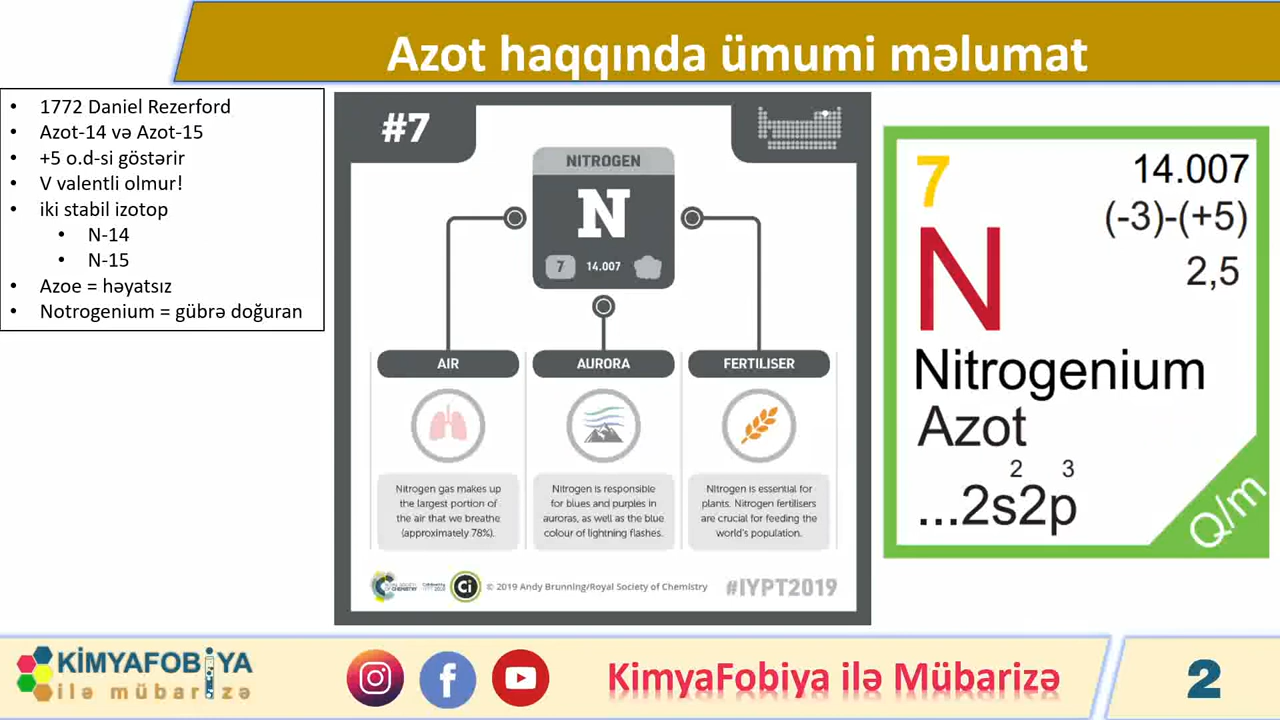 Azot haqqında ümumi məlumat
• 1772 Daniel Rezerford
• Azot-14 və Azot-15
• +5 o.d-si göstərir
• V valentli olmur!
• iki stabil izotop
• N-14
• N-15
• Azoe = həyatsız
• Notrogenium = gübrə doğuran
#7
NITROGEN
N
7 14.007
AIR
Nitrogen gas makes up
the largest portion of
the air that we breathe
(approximately 78%).
AURORA
Nitrogen is responsible
for blues and purples in
auroras, as well as the blue
colour of lightning flashes.
FERTILISER
Nitrogen is essential for
plants. Nitrogen fertilisers
are crucial for feeding the
world's population.
Ci © 2019 Andy Brunning/Royal Society of Chemistry #IYPT2019
7 14.007
(-3)-(+5)
2,5
N
Nitrogenium
Azot
...2s²2p³
Q/m
KİMYAFOBİYA
ilə mübarizə
KimyaFobiya ilə Mübarizə
2